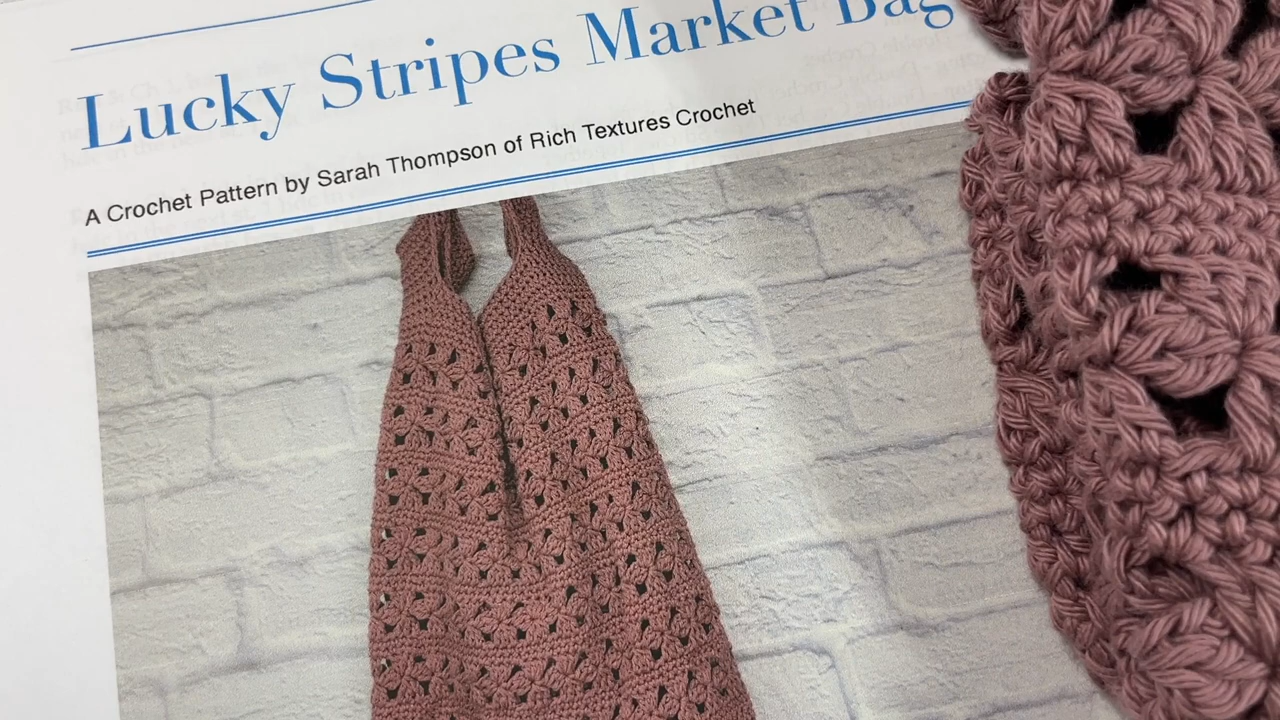 Lucky Stripes Market Bag
A Crochet Pattern by Sarah Thompson of Rich Textures Crochet